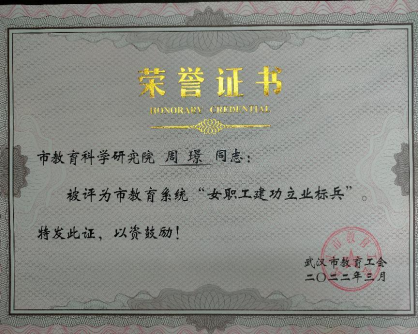 荣誉证书
HONORARY CREDENTIAL
市教育科学研究院 周璟 同志：
被评为市教育系统“女职工建功立业标兵”。
特发此证，以资鼓励！
武汉市教育工会
二〇二二年三月